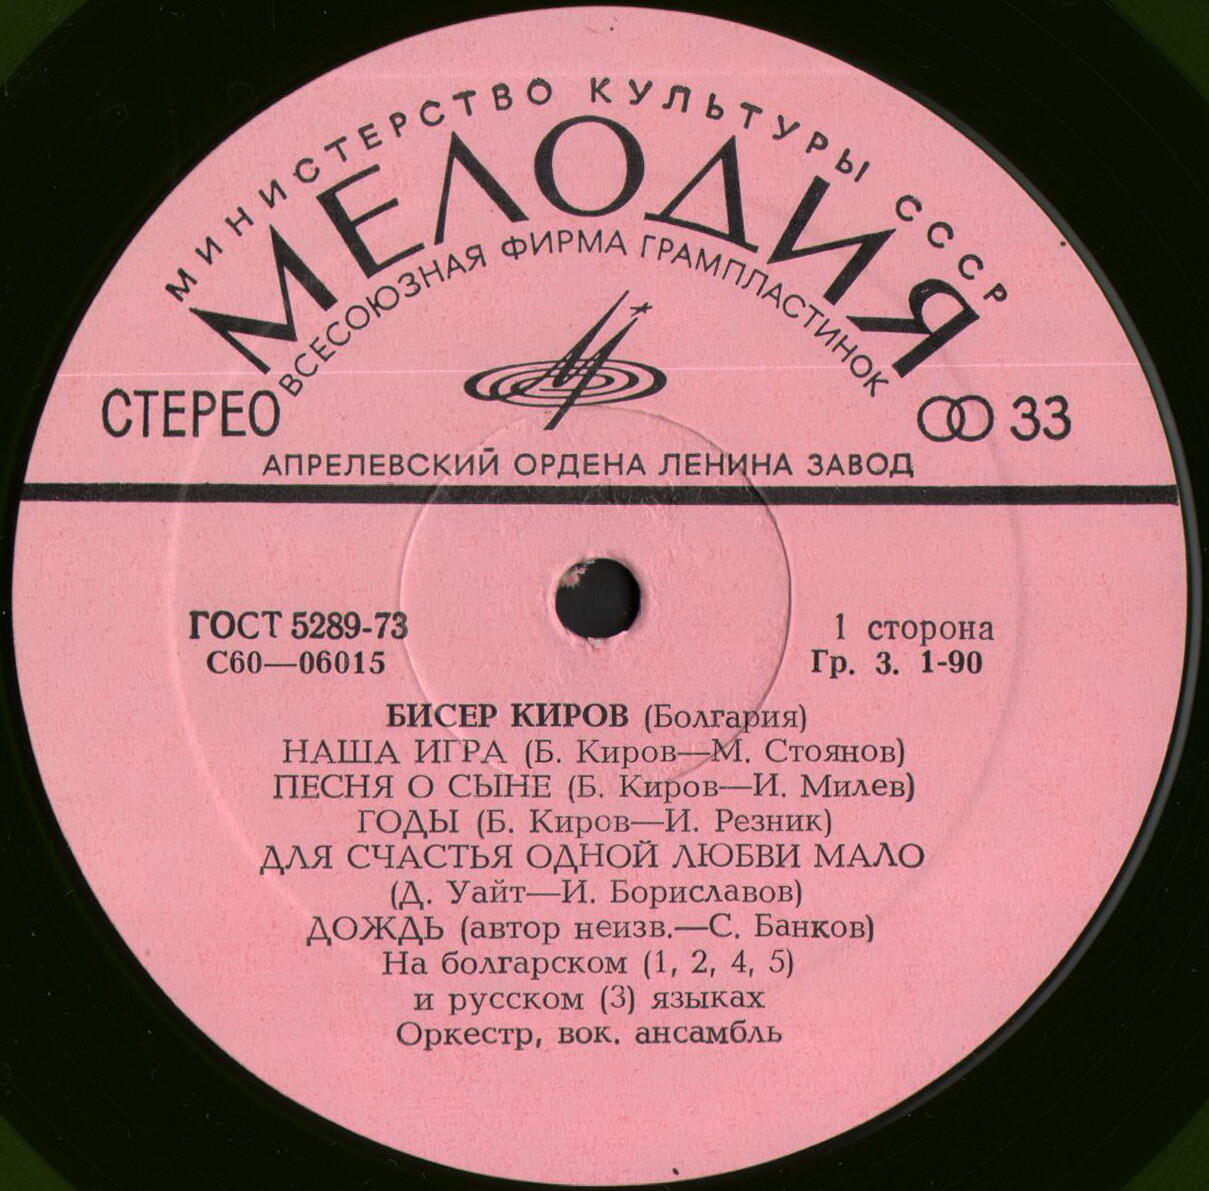 МИНИСТЕРСТВО КУЛЬТУРЫ СССР
МЕЛОДИЯ
ВСЕСОЮЗНАЯ ФИРМА ГРАМПЛАСТИНОК
СТЕРЕО
33
АПРЕЛЕВСКИЙ ОРДЕНА ЛЕНИНА ЗАВОД
ГОСТ 5289-73
С60—06015
1 сторона
Гр. 3. 1-90
БИСЕР КИРОВ (Болгария)
НАША ИГРА (Б. Киров—М. Стоянов)
ПЕСНЯ О СЫНЕ (Б. Киров—И. Милев)
ГОДЫ (Б. Киров—И. Резник)
ДЛЯ СЧАСТЬЯ ОДНОЙ ЛЮБВИ МАЛО
(Д. Уайт—И. Бориславов)
ДОЖДЬ (автор неизв.—С. Банков)
На болгарском (1, 2, 4, 5)
и русском (3) языках
Оркестр, вок. ансамбль